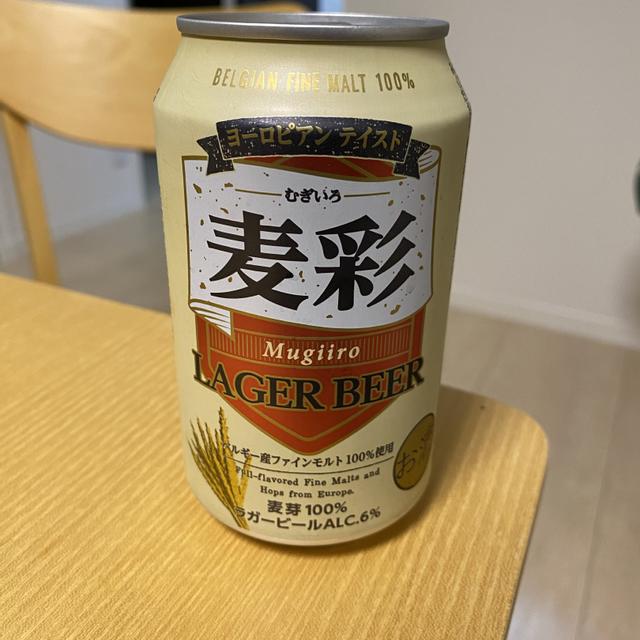 BELGIAN FINE MALT 100%
ヨーロピアン テイスト
むぎいろ
麦彩
Mugiiro
LAGER BEER
ベルギー産ファインモルト100%使用
Full-flavored Fine Malts and
Hops from Europe.
麦芽100%
ラガービール ALC.6%
お酒